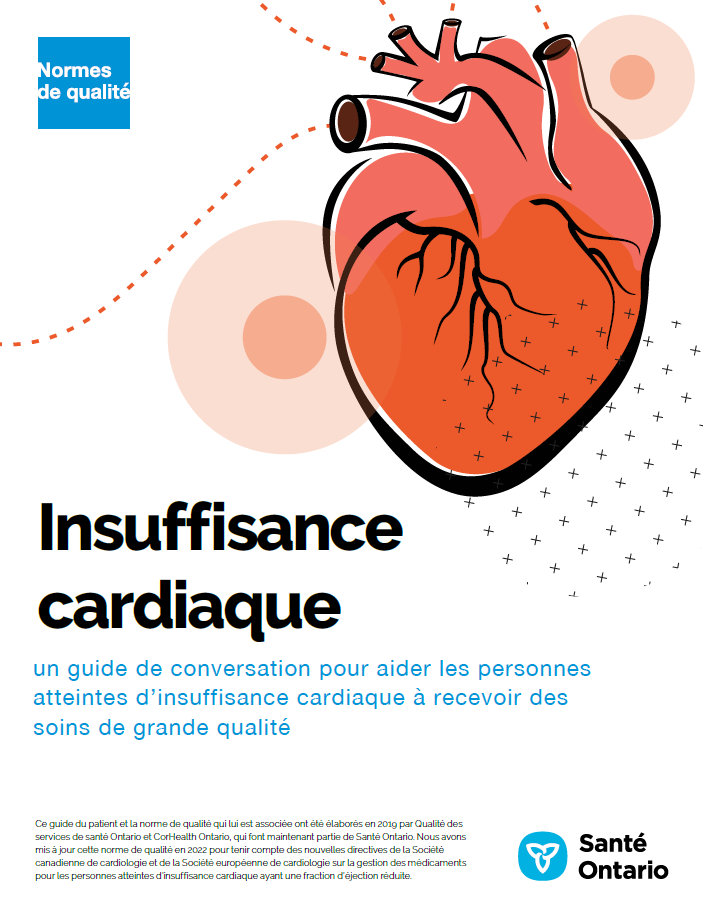 Normes
de qualité
Insuffisance
cardiaque
un guide de conversation pour aider les personnes
atteintes d’insuffisance cardiaque à recevoir des
soins de grande qualité
Ce guide du patient et la norme de qualité qui lui est associée ont été élaborés en 2019 par Qualité des
services de santé Ontario et CorHealth Ontario, qui font maintenant partie de Santé Ontario. Nous avons
mis à jour cette norme de qualité en 2022 pour tenir compte des nouvelles directives de la Société
canadienne de cardiologie et de la Société européenne de cardiologie sur la gestion des médicaments
pour les personnes atteintes d’insuffisance cardiaque ayant une fraction d’éjection réduite.
Santé
Ontario